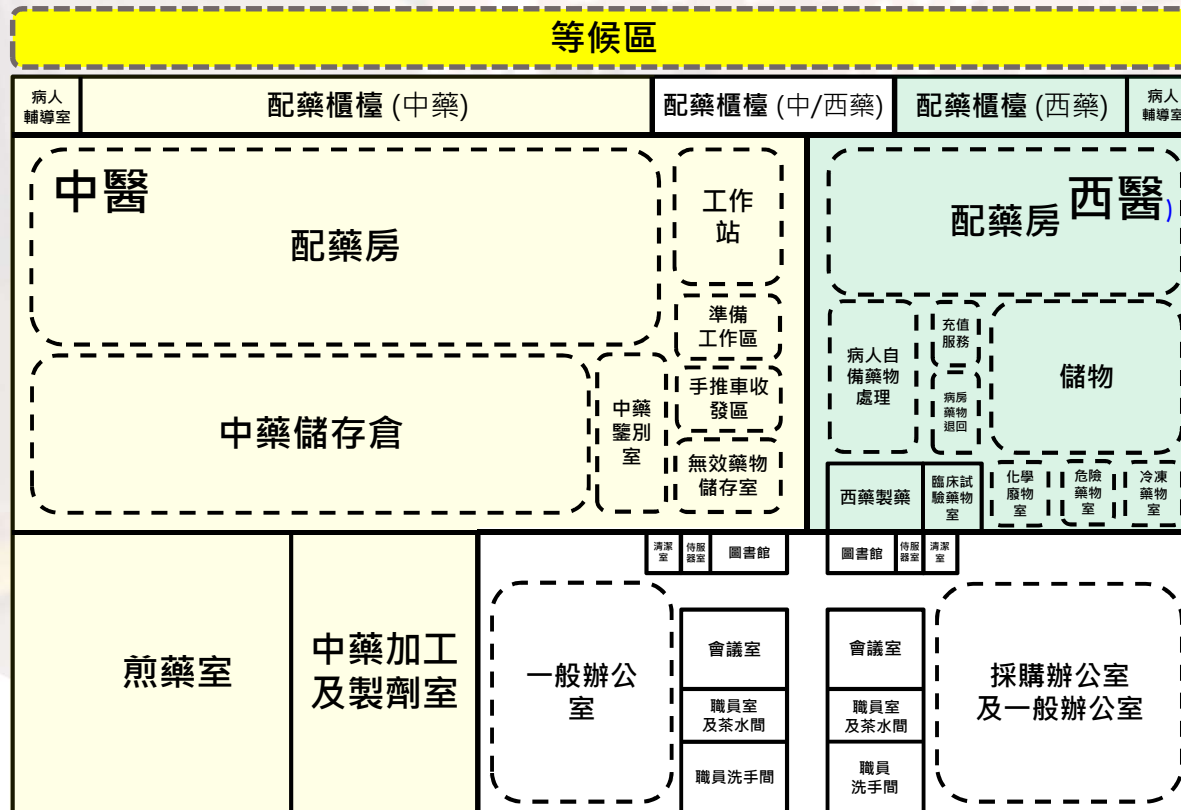 等候區
病人
輔導室
配藥櫃檯 (中藥)
配藥櫃檯 (中/西藥)
配藥櫃檯 (西藥)
病人
輔導室
中醫
配藥房
工作
站
準備
工作區
手推車收
發區
無效藥物
儲存室
中藥儲存倉
中藥
鑒別
室
西醫)
配藥房
病人自
備藥物
處理
充值
服務
病房
藥物
退回
儲物
西藥製藥
臨床試
驗藥物
室
化學
廢物
室
危險
藥物
室
冷凍
藥物
室
煎藥室
中藥加工
及製劑室
清潔
室
伺服
器室
圖書館
圖書館
伺服
器室
清潔
室
一般辦公
室
會議室
職員室
及茶水間
職員洗手間
會議室
職員室
及茶水間
職員
洗手間
採購辦公室
及一般辦公室